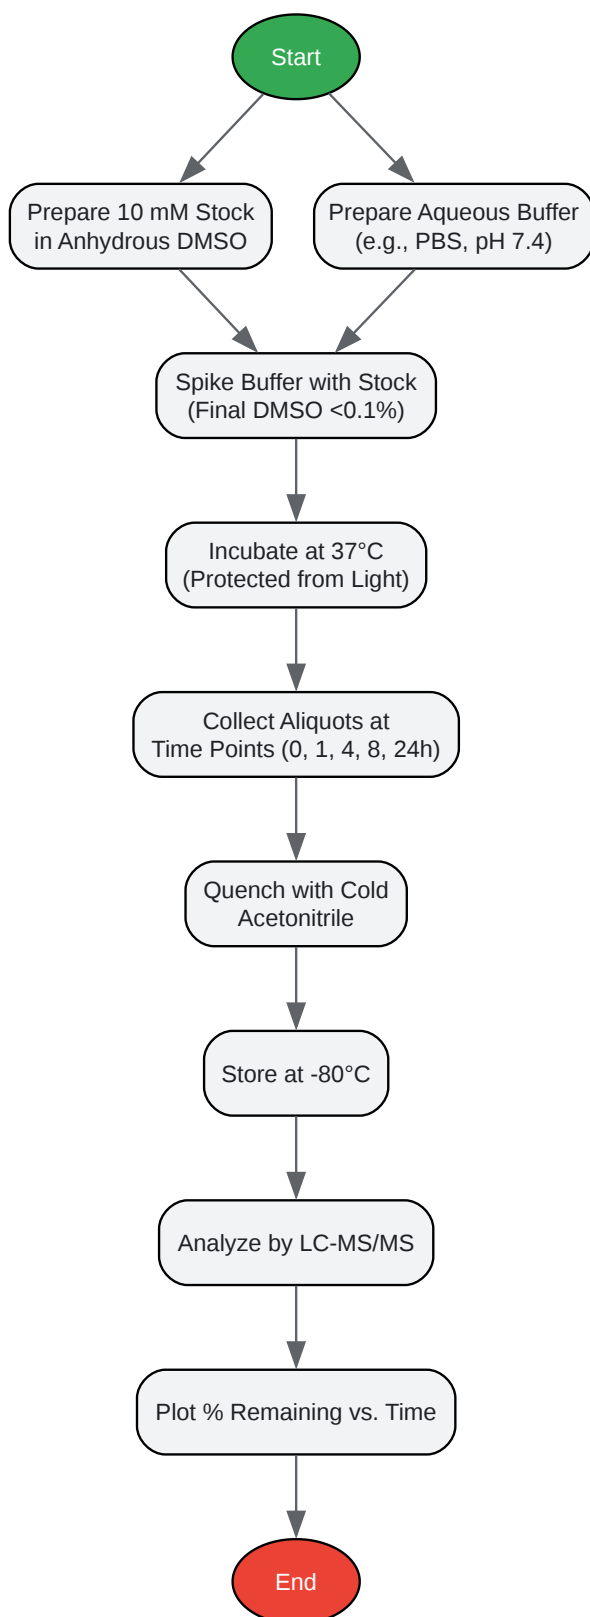 Start
Prepare 10 mM Stock
in Anhydrous DMSO
Prepare Aqueous Buffer
(e.g., PBS, pH 7.4)
Spike Buffer with Stock
(Final DMSO <0.1%)
Incubate at 37°C
(Protected from Light)
Collect Aliquots at
Time Points (0, 1, 4, 8, 24h)
Quench with Cold
Acetonitrile
Store at -80°C
Analyze by LC-MS/MS
Plot % Remaining vs. Time
End